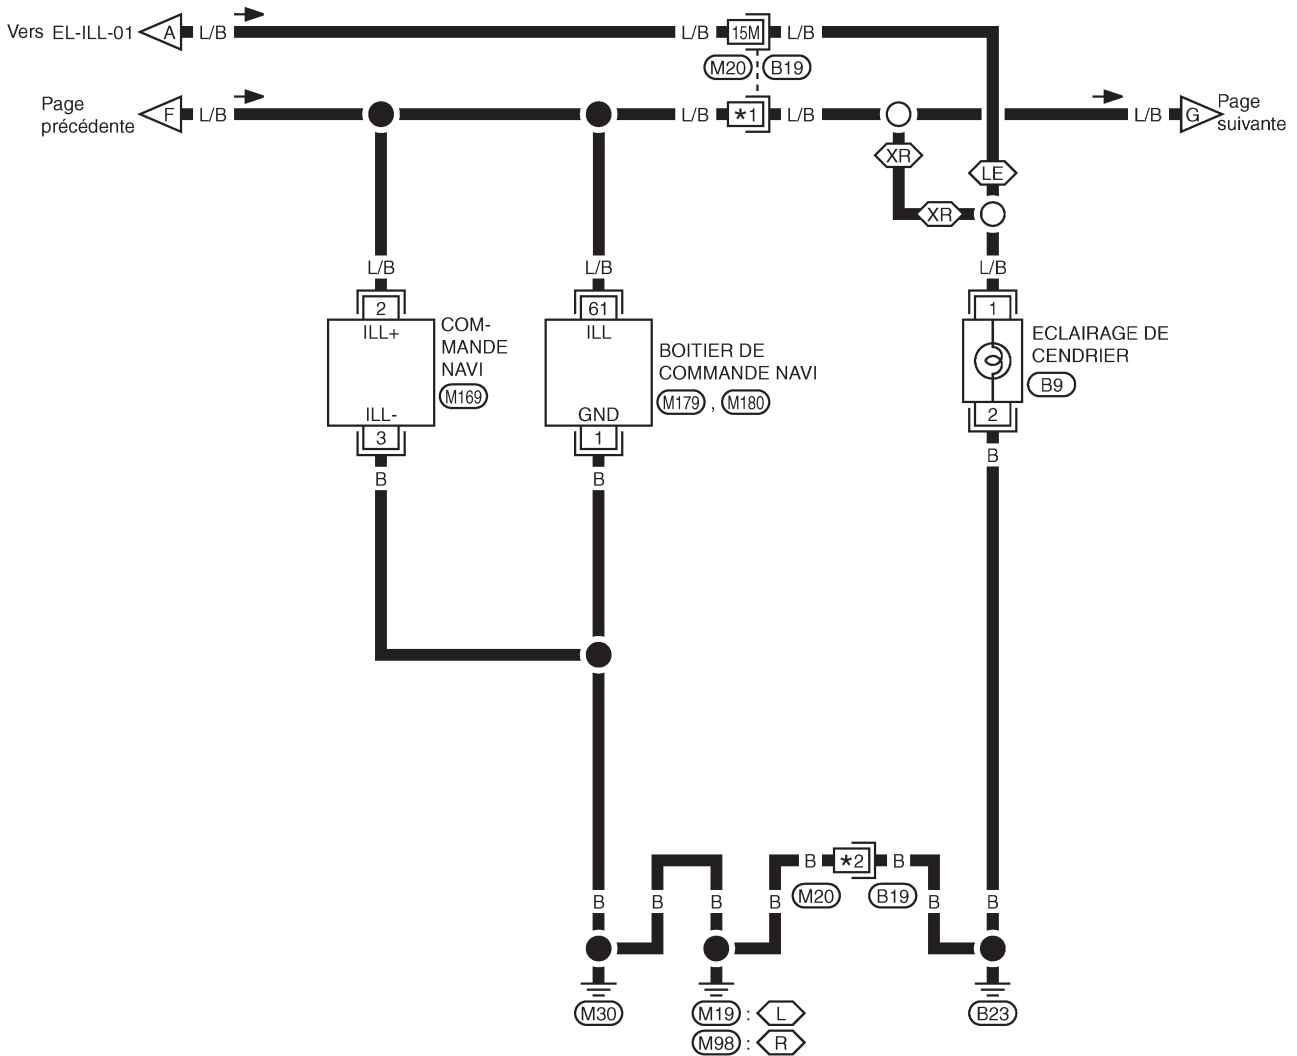 Vers EL-ILL-01 A L/B L/B 15M L/B
M20 B19
Page
précédente
F L/B L/B *1 L/B L/B G
Page
suivante
XR
LE
XR
L/B L/B L/B
2 61 1
ILL+ ILL
COM-
MANDE
NAVI
M169
BOITIER DE
COMMANDE NAVI
M179 , M180
ECLAIRAGE DE
CENDRIER
B9
ILL- GND
3 1 2
B B B
B *2 B
M20 B19
B B B B B B
M30 M19 : L B23
M98 : R